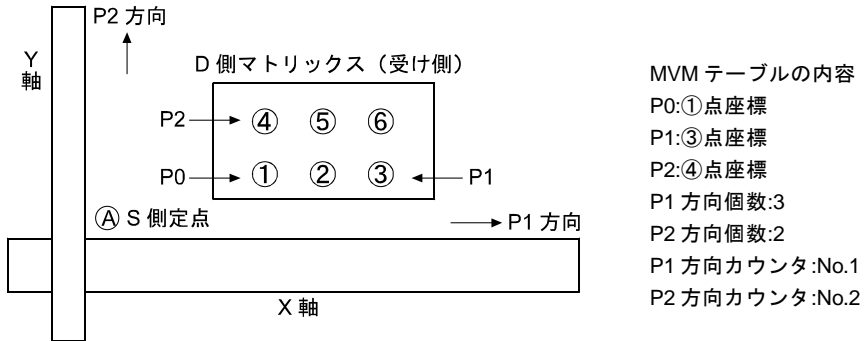 P2 方向
Y
軸
D 側マトリックス（受け側）
P2 ④ ⑤ ⑥
P0 ① ② ③ P1
Ⓐ S 側定点
P1 方向
X 軸
MVM テーブルの内容
P0:①点座標
P1:③点座標
P2:④点座標
P1 方向個数:3
P2 方向個数:2
P1 方向カウンタ:No.1
P2 方向カウンタ:No.2